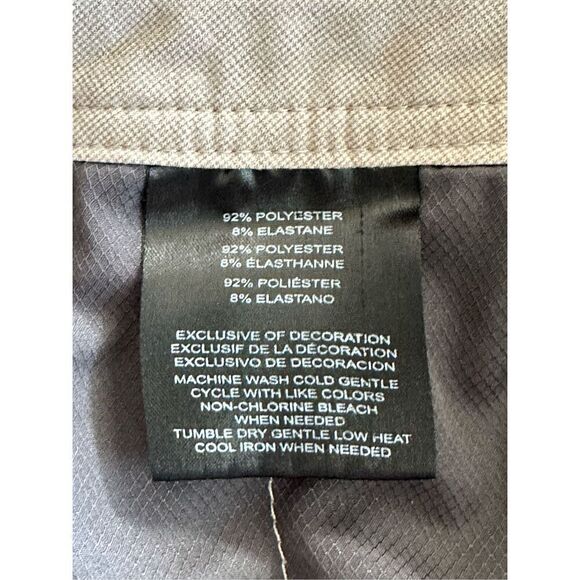 92% POLYESTER
8% ELASTANE
92% POLYESTER
8% ÉLASTHANNE
92% POLIÉSTER
8% ELASTANO
EXCLUSIVE OF DECORATION
EXCLUSIF DE LA DÉCORATION
EXCLUSIVO DE DECORACION
MACHINE WASH COLD GENTLE
CYCLE WITH LIKE COLORS
NON-CHLORINE BLEACH
WHEN NEEDED
TUMBLE DRY GENTLE LOW HEAT
COOL IRON WHEN NEEDED